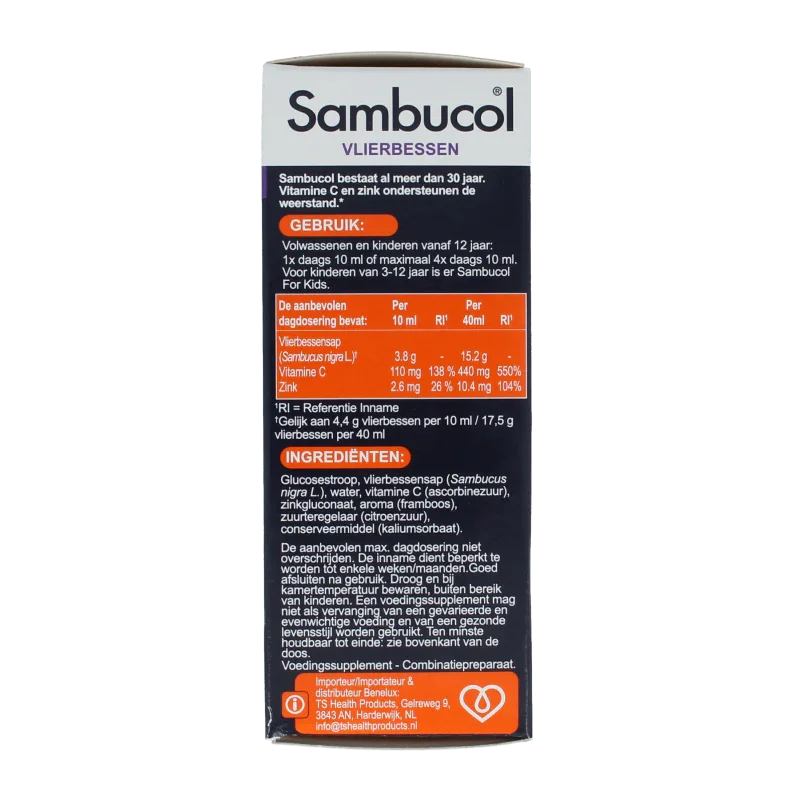 Sambucol®
VLIERBESSEN
Sambucol bestaat al meer dan 30 jaar.
Vitamine C en zink ondersteunen de
weerstand.*
GEBRUIK:
Volwassenen en kinderen vanaf 12 jaar:
1x daags 10 ml of maximaal 4x daags 10 ml.
Voor kinderen van 3-12 jaar is er Sambucol
For Kids.
De aanbevolen Per Per
dagdosering bevat: 10 ml RI¹ 40ml RI¹
Vlierbessensap
(Sambucus nigra L.)† 3.8 g - 15.2 g -
Vitamine C 110 mg 138 % 440 mg 550%
Zink 2.6 mg 26 % 10.4 mg 104%
¹RI = Referentie Inname
†Gelijk aan 4,4 g vlierbessen per 10 ml / 17,5 g
vlierbessen per 40 ml
INGREDIËNTEN:
Glucosestroop, vlierbessensap (Sambucus
nigra L.), water, vitamine C (ascorbinezuur),
zinkgluconaat, aroma (framboos),
zuurteregelaar (citroenzuur),
conserveermiddel (kaliumsorbaat).
De aanbevolen max. dagdosering niet
overschrijden. De inname dient beperkt te
worden tot enkele weken/maanden.Goed
afsluiten na gebruik. Droog en bij
kamertemperatuur bewaren, buiten bereik
van kinderen. Een voedingssupplement mag
niet als vervanging van een gevarieerde en
evenwichtige voeding en van een gezonde
levensstijl worden gebruikt. Ten minste
houdbaar tot einde: zie bovenkant van de
doos.
Voedingssupplement - Combinatiepreparaat.
Importeur/Importateur &
distributeur Benelux:
TS Health Products, Gelreweg 9,
3843 AN, Harderwijk, NL
info@tshealthproducts.nl